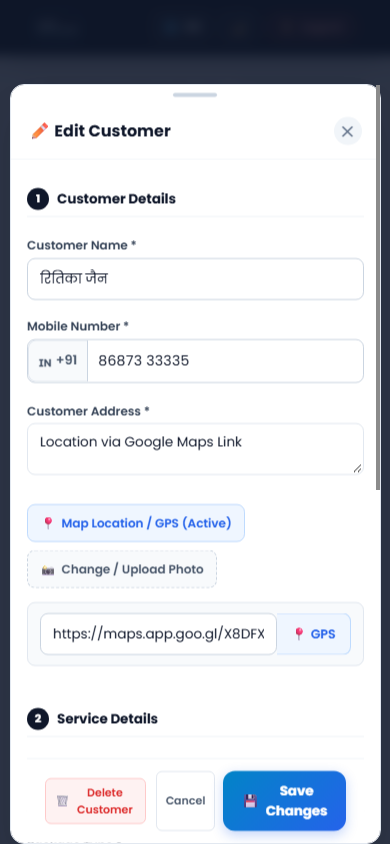 Edit Customer
1 Customer Details
Customer Name *
रितिका जैन
Mobile Number *
IN +91 86873 33335
Customer Address *
Location via Google Maps Link
Map Location / GPS (Active)
Change / Upload Photo
https://maps.app.goo.gl/X8DFX GPS
2 Service Details
Delete
Customer
Cancel
Save
Changes